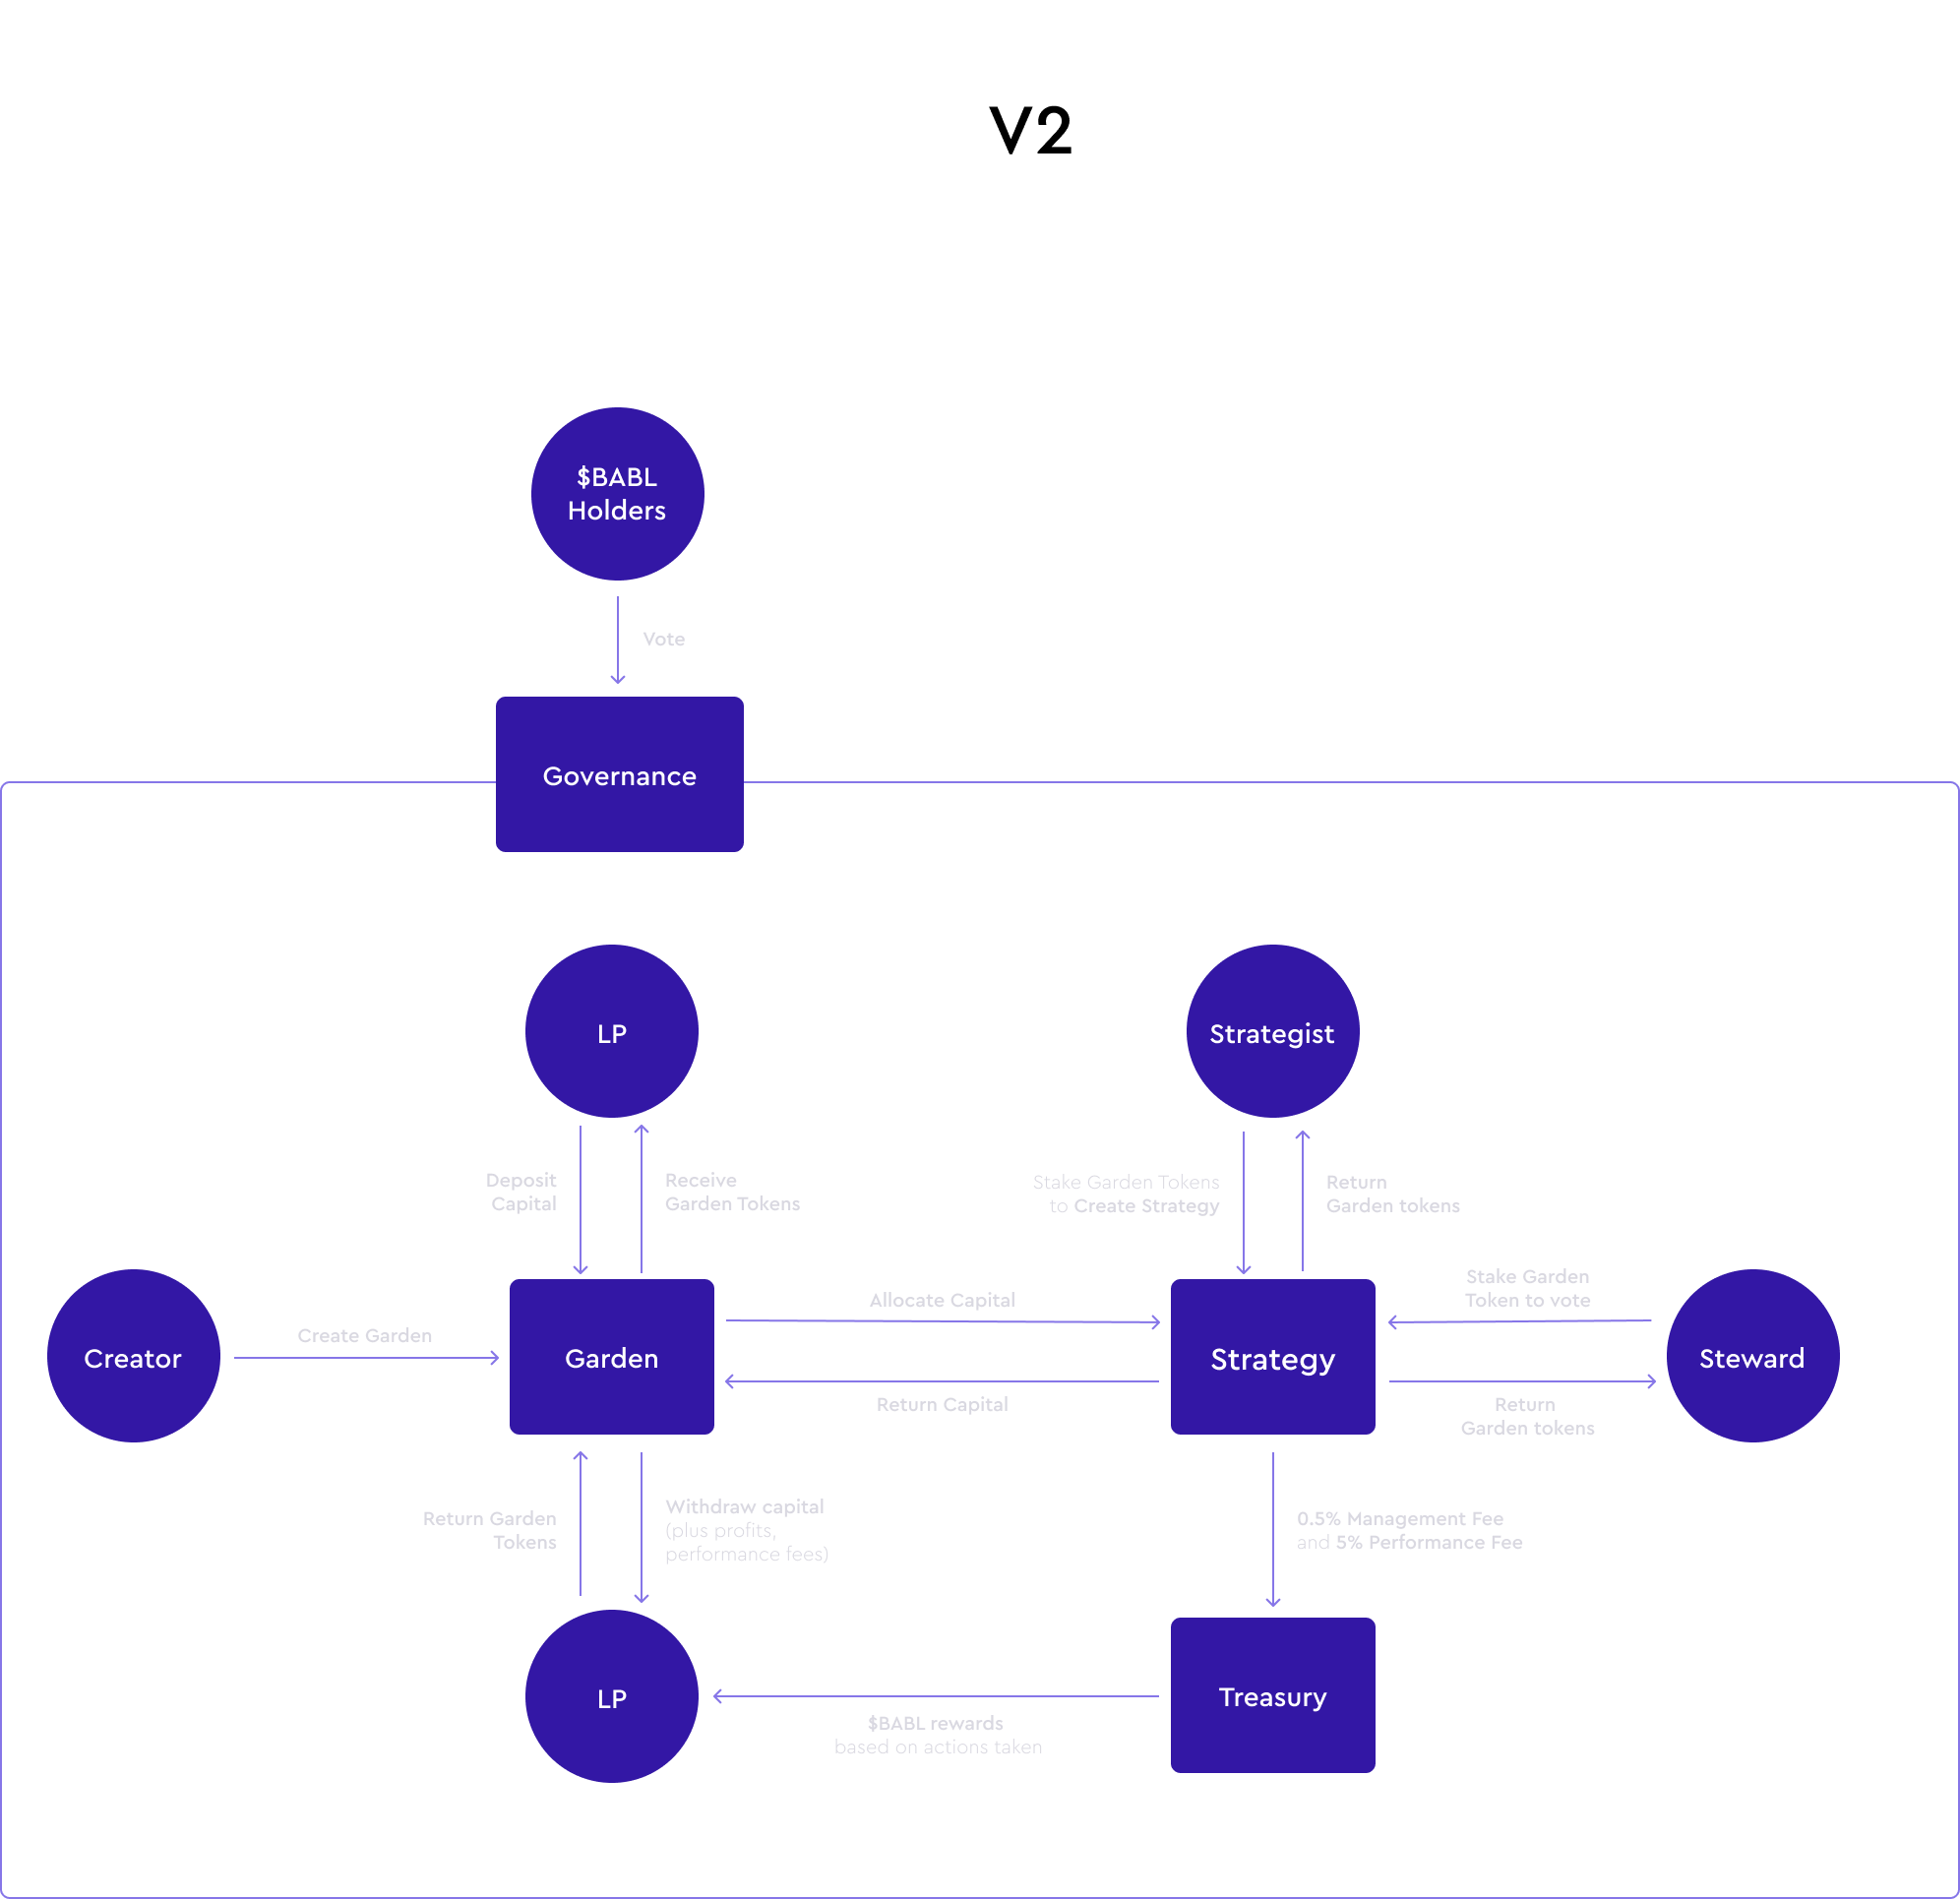 V2
$BABL
Holders
Vote
Governance
LP
Strategist
Deposit
Capital
Receive
Garden Tokens
Stake Garden Tokens
to Create Strategy
Return
Garden tokens
Creator
Create Garden
Garden
Allocate Capital
Return Capital
Strategy
Stake Garden
Token to vote
Return
Garden tokens
Steward
Return Garden
Tokens
Withdraw capital
(plus profits,
performance fees)
0.5% Management Fee
and 5% Performance Fee
LP
$BABL rewards
based on actions taken
Treasury